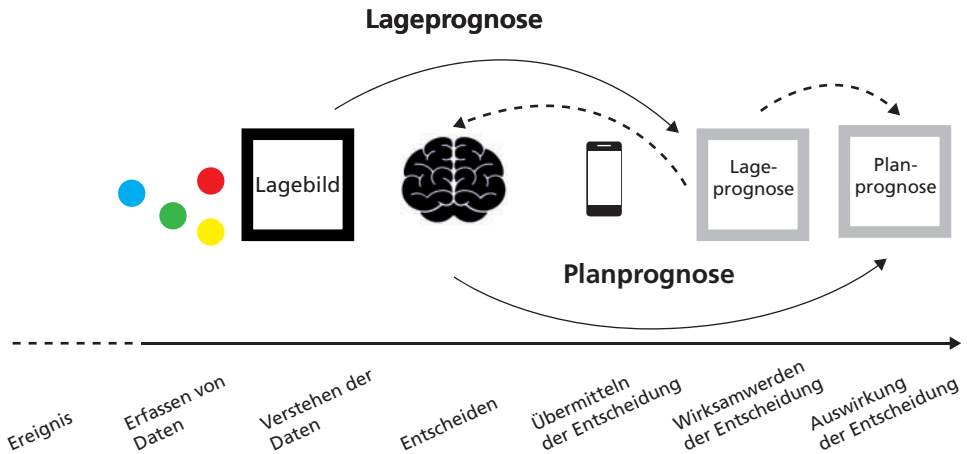 Lageprognose
Lagebild
Lage-
prognose
Plan-
prognose
Planprognose
Ereignis
Erfassen von
Daten
Verstehen der
Daten
Entscheiden
Übermitteln
der Entscheidung
Wirksamwerden
der Entscheidung
Auswirkung
der Entscheidung